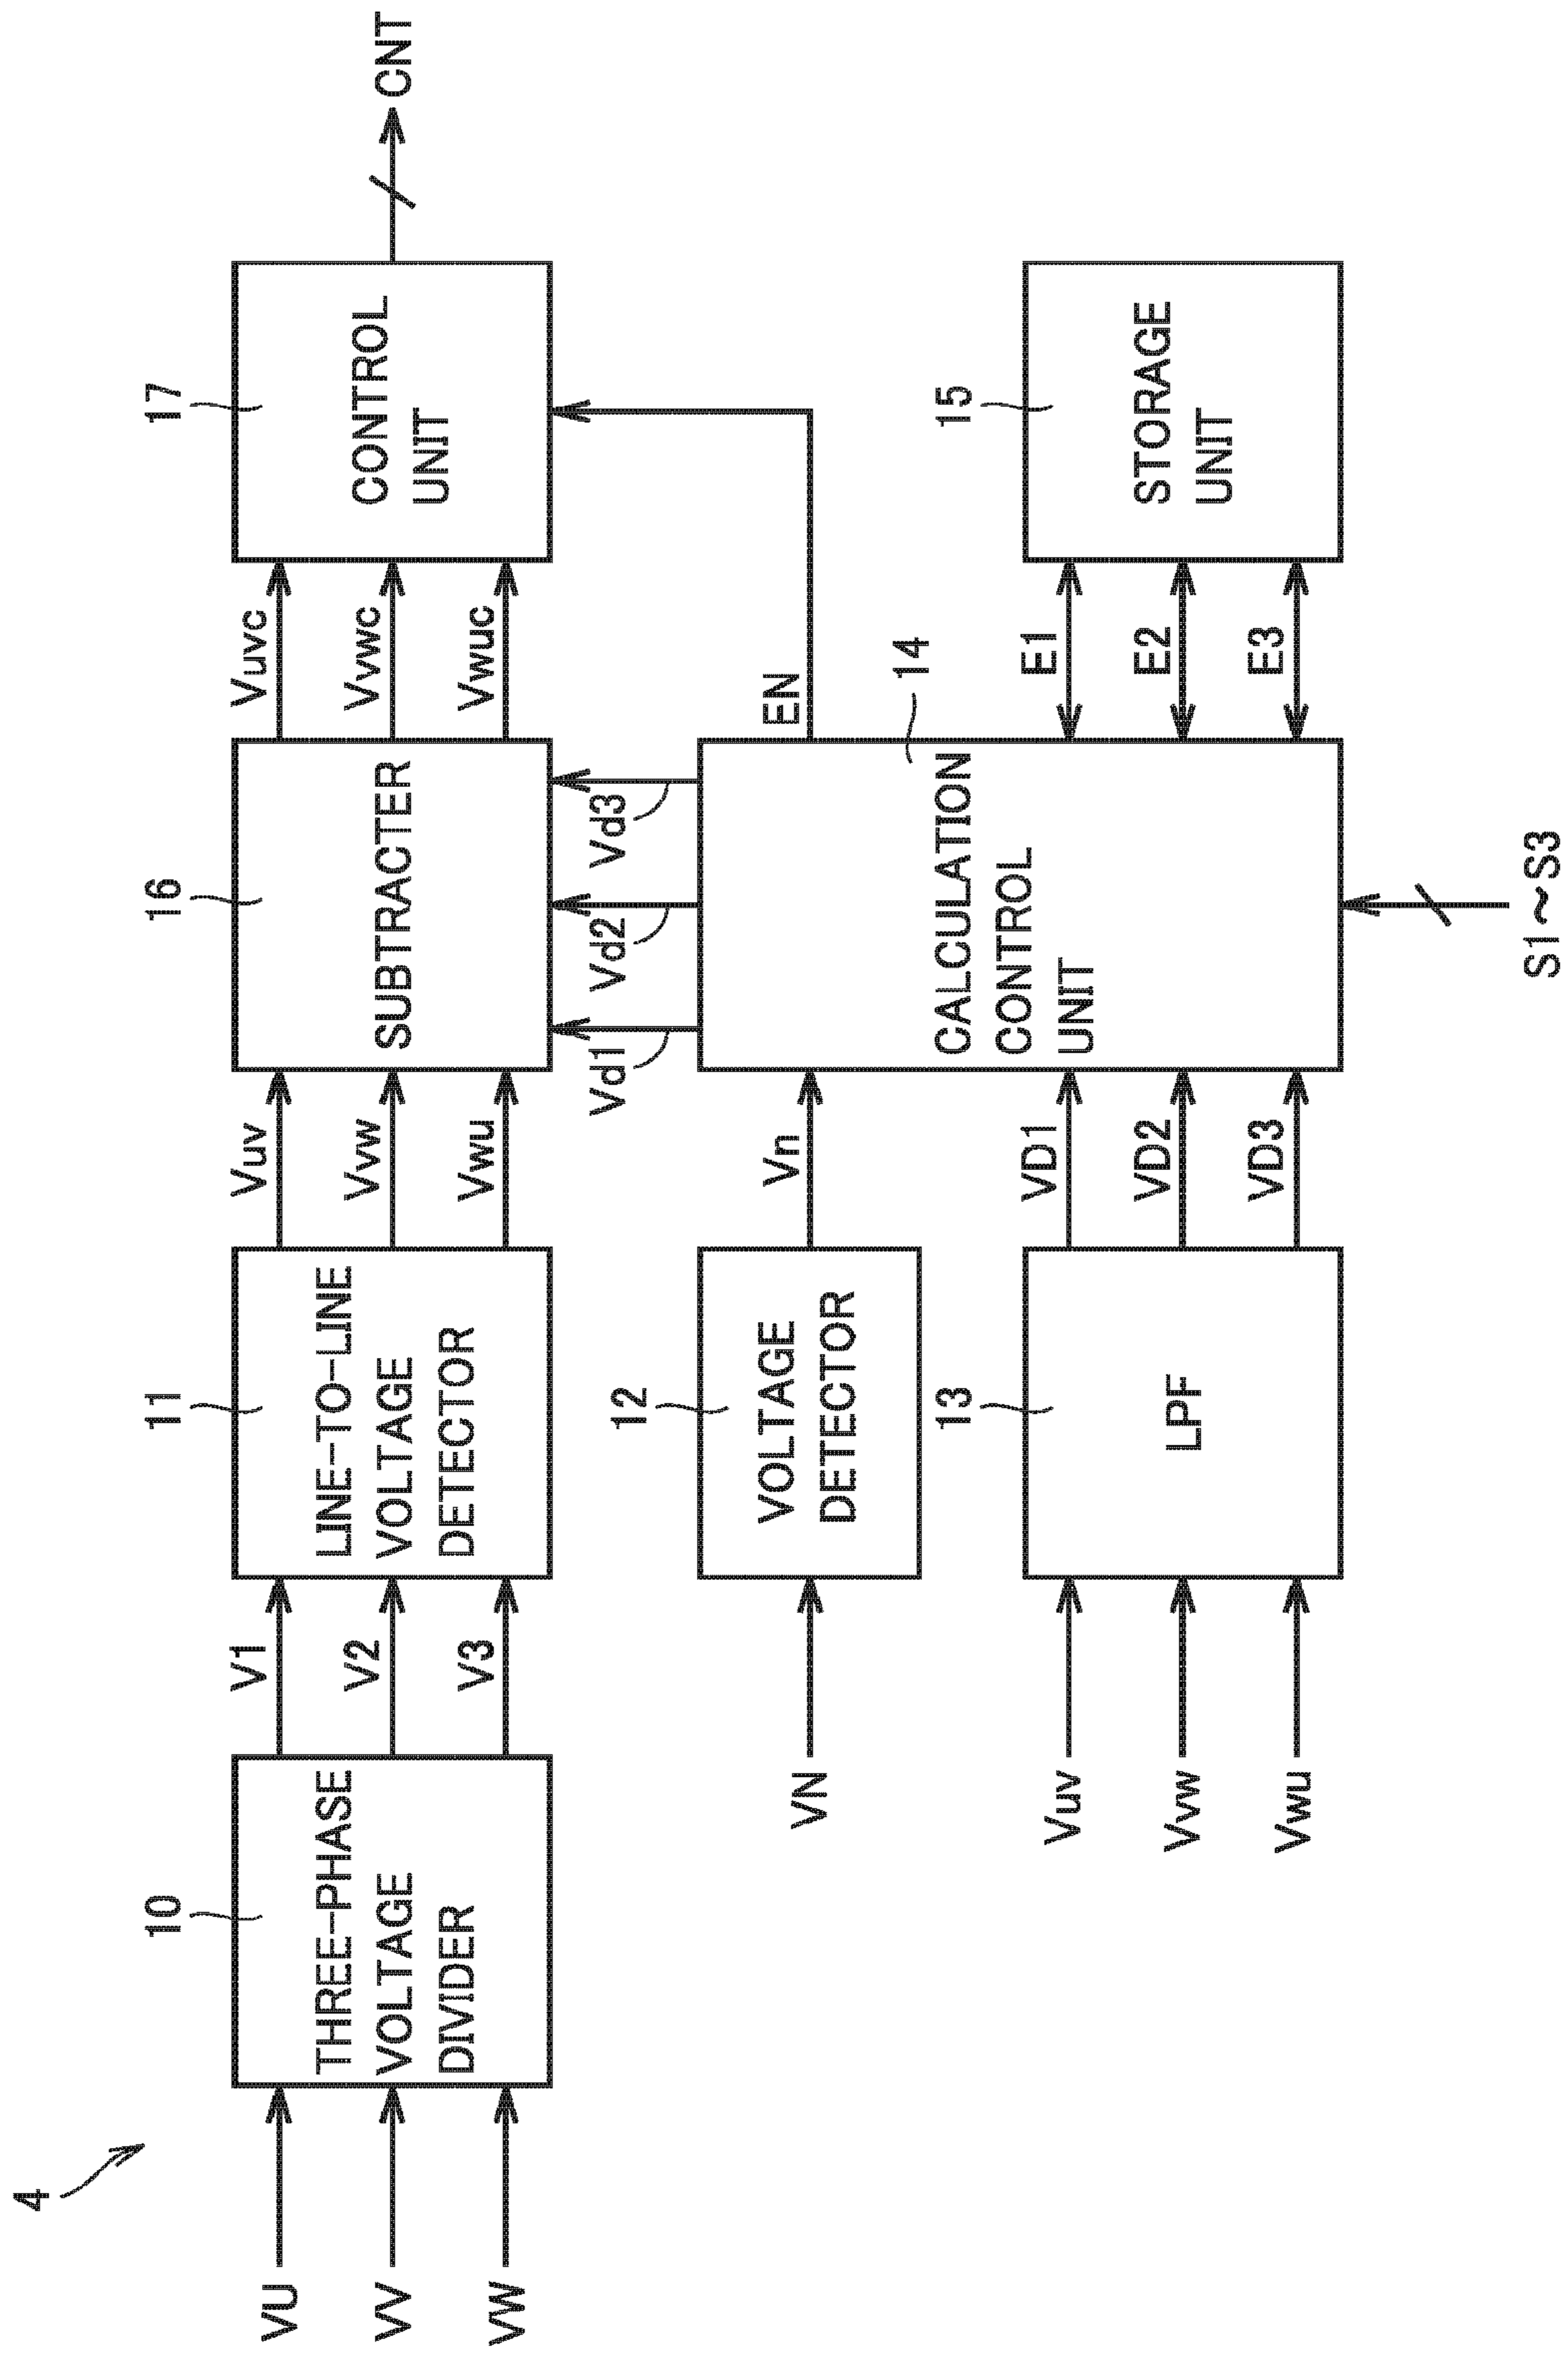 4
10
11
16
17
VU
VV
VW
THREE-PHASE
VOLTAGE
DIVIDER
V1
V2
V3
LINE-TO-LINE
VOLTAGE
DETECTOR
Vuv
Vvw
Vwu
SUBTRACTER
Vuvc
Vvwc
Vwuc
CONTROL
UNIT
CNT
Vd1
Vd2
Vd3
12
VN
VOLTAGE
DETECTOR
Vn
EN
14
CALCULATION
CONTROL
UNIT
13
Vuv
Vvw
Vwu
LPF
VD1
VD2
VD3
E1
E2
E3
15
STORAGE
UNIT
S1~S3